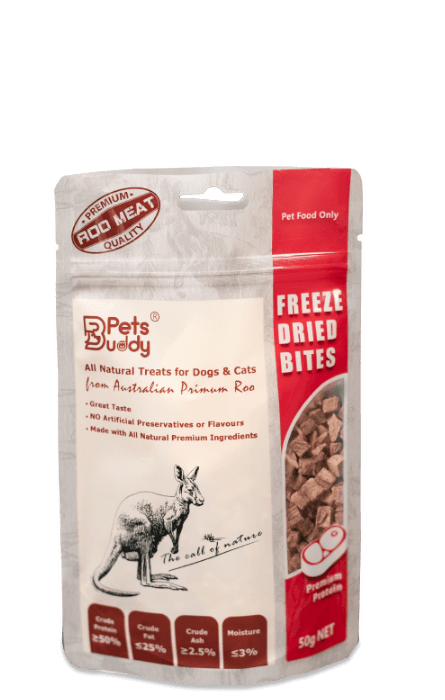 PREMIUM
ROO MEAT
QUALITY
Pet Food Only
FREEZE
DRIED
BITES
Pets Buddy®
All Natural Treats for Dogs & Cats
from Australian Primum Roo
- Great Taste
- NO Artificial Preservatives or Flavours
- Made with All Natural Premium Ingredients
The call of nature
Premium
Protein
Crude
Protein
≥50%
Crude
Fat
≤25%
Crude
Ash
≥2.5%
Moisture
≤3%
50g NET